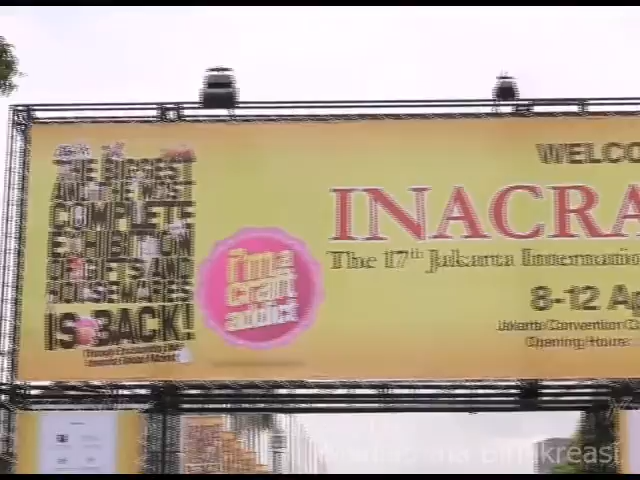 THE BIGGEST
AND THE MOST
COMPLETE
EXHIBITION
OF GIFTS AND
HOUSEWARES
IS BACK!
i'm a
craft
addict
WELCO
INACRA
The 17th Jakarta Internatio
8-12 Ap
Jakarta Convention C
Opening Hours